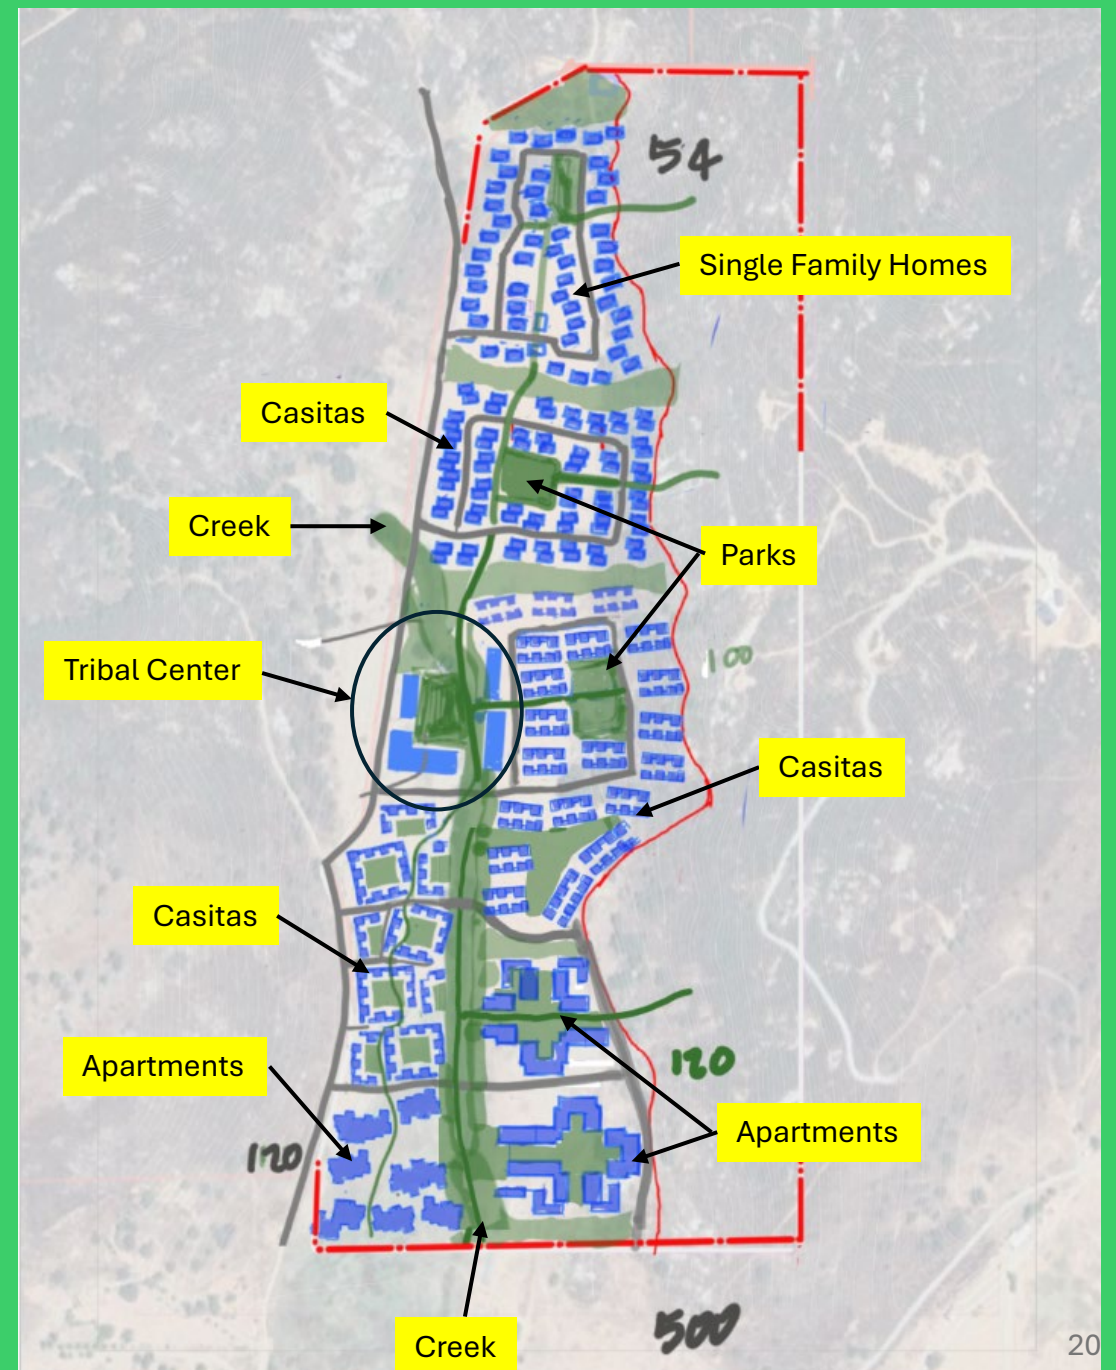 54
Single Family Homes
Casitas
Creek
Parks
Tribal Center
100
Casitas
Casitas
Apartments
120
Apartments
120
500
Creek
20